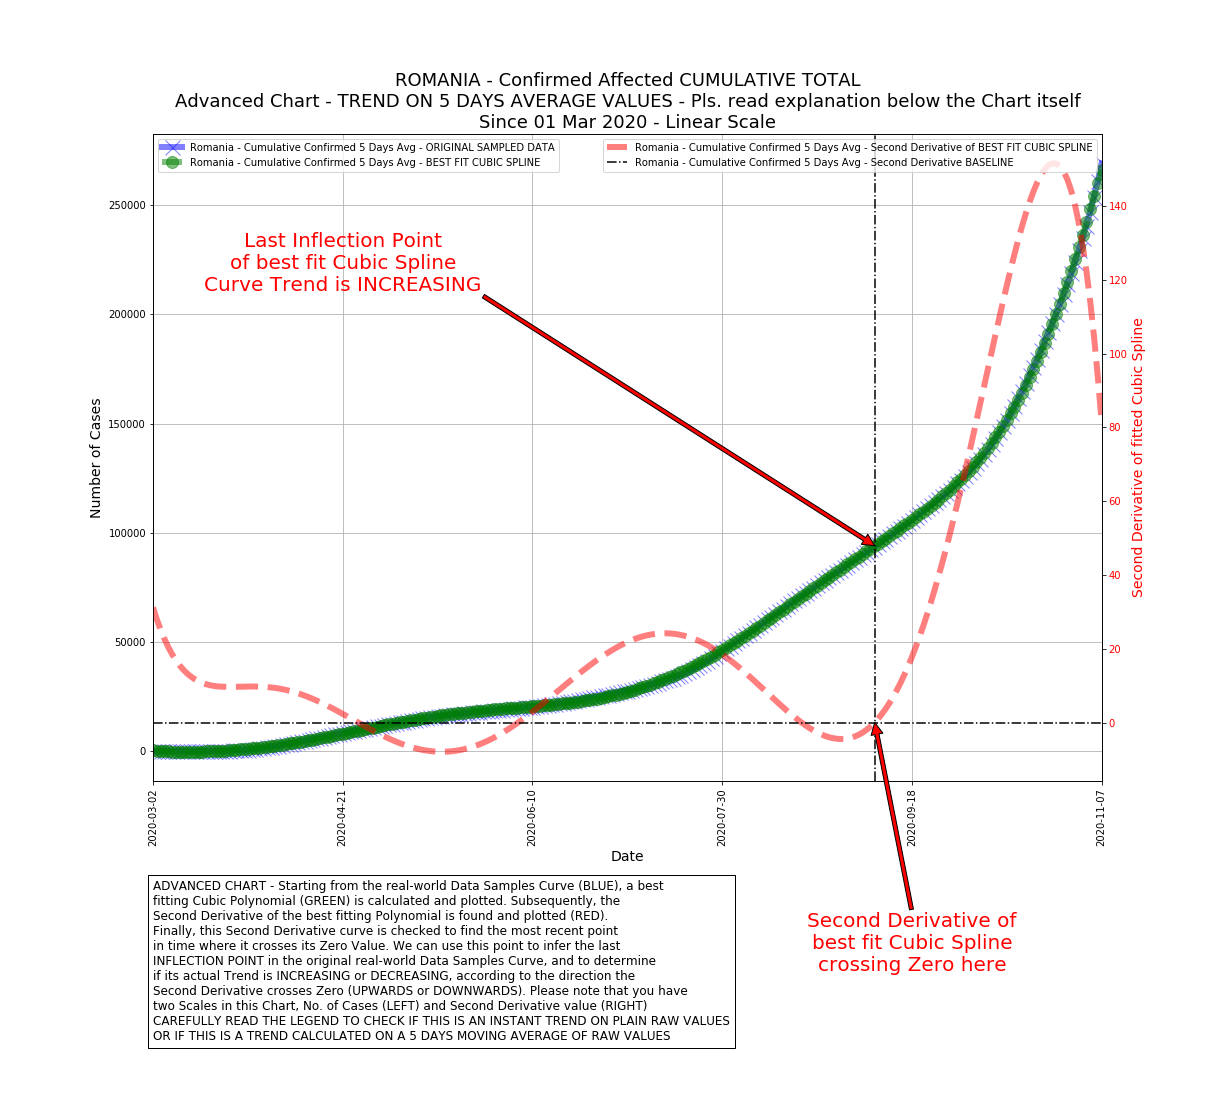 ROMANIA - Confirmed Affected CUMULATIVE TOTAL
Advanced Chart - TREND ON 5 DAYS AVERAGE VALUES - Pls. read explanation below the Chart itself
Since 01 Mar 2020 - Linear Scale
Romania - Cumulative Confirmed 5 Days Avg - ORIGINAL SAMPLED DATA
Romania - Cumulative Confirmed 5 Days Avg - BEST FIT CUBIC SPLINE
Romania - Cumulative Confirmed 5 Days Avg - Second Derivative of BEST FIT CUBIC SPLINE
Romania - Cumulative Confirmed 5 Days Avg - Second Derivative BASELINE
Last Inflection Point
of best fit Cubic Spline
Curve Trend is INCREASING
Number of Cases
250000
200000
150000
100000
50000
0
140
120
100
80
60
40
20
0
Second Derivative of fitted Cubic Spline
2020-03-02
2020-04-21
2020-06-10
2020-07-30
2020-09-18
2020-11-07
Date
Second Derivative of
best fit Cubic Spline
crossing Zero here
ADVANCED CHART - Starting from the real-world Data Samples Curve (BLUE), a best
fitting Cubic Polynomial (GREEN) is calculated and plotted. Subsequently, the
Second Derivative of the best fitting Polynomial is found and plotted (RED).
Finally, this Second Derivative curve is checked to find the most recent point
in time where it crosses its Zero Value. We can use this point to infer the last
INFLECTION POINT in the original real-world Data Samples Curve, and to determine
if its actual Trend is INCREASING or DECREASING, according to the direction the
Second Derivative crosses Zero (UPWARDS or DOWNWARDS). Please note that you have
two Scales in this Chart, No. of Cases (LEFT) and Second Derivative value (RIGHT)
CAREFULLY READ THE LEGEND TO CHECK IF THIS IS AN INSTANT TREND ON PLAIN RAW VALUES
OR IF THIS IS A TREND CALCULATED ON A 5 DAYS MOVING AVERAGE OF RAW VALUES